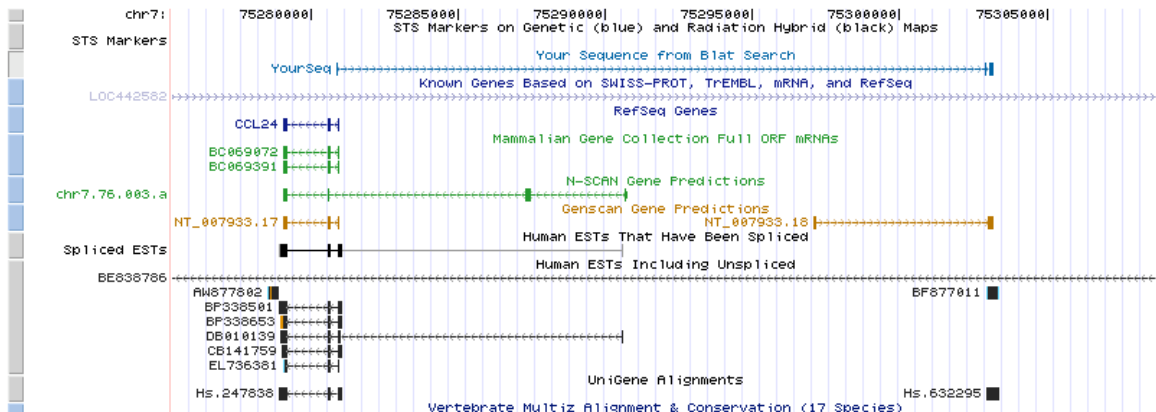 chr7: 75280000| 75285000| 75290000| 75295000| 75300000| 75305000|
STS Markers on Genetic (blue) and Radiation Hybrid (black) Maps
STS Markers
Your Sequence from Blat Search
YourSeq
Known Genes Based on SWISS-PROT, TrEMBL, mRNA, and RefSeq
LOC442582
RefSeq Genes
CCL24
Mammalian Gene Collection Full ORF mRNAs
BC069072
BC069391
N-SCAN Gene Predictions
chr7.76.003.a
Genscan Gene Predictions
NT_007933.17 NT_007933.18
Human ESTs That Have Been Spliced
Spliced ESTs
Human ESTs Including Unspliced
BE838786
AW877802 BF877011
BP338501
BP338653
DB010139
CB141759
EL736381
UniGene Alignments
Hs.247838 Hs.632295
Vertebrate Multiz Alignment & Conservation (17 Species)